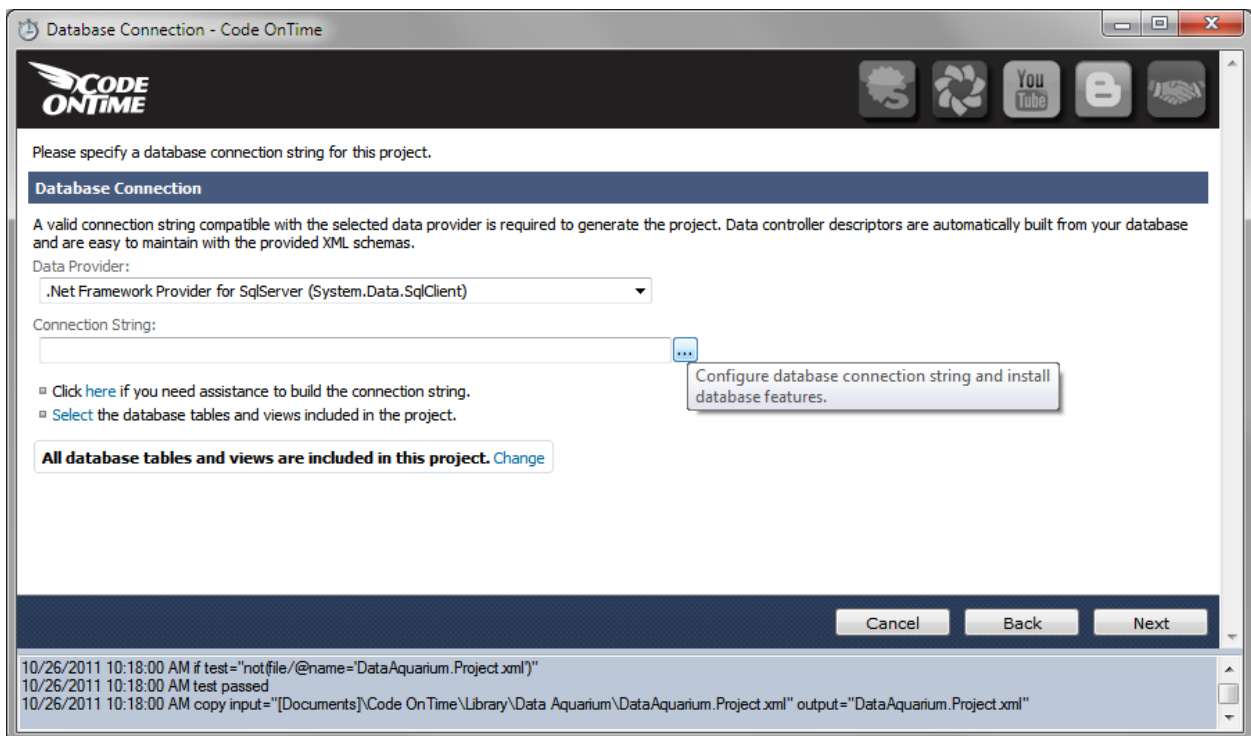 Database Connection - Code OnTime
CODE
ONTIME
You
Tube
Please specify a database connection string for this project.
Database Connection
A valid connection string compatible with the selected data provider is required to generate the project. Data controller descriptors are automatically built from your database
and are easy to maintain with the provided XML schemas.
Data Provider:
.Net Framework Provider for SqlServer (System.Data.SqlClient)
Connection String:
...
Configure database connection string and install
database features.
Click here if you need assistance to build the connection string.
Select the database tables and views included in the project.
All database tables and views are included in this project. Change
Cancel Back Next
10/26/2011 10:18:00 AM if test="not(file/@name='DataAquarium.Project.xml')"
10/26/2011 10:18:00 AM test passed
10/26/2011 10:18:00 AM copy input="[Documents]\Code OnTime\Library\Data Aquarium\DataAquarium.Project.xml" output="DataAquarium.Project.xml"